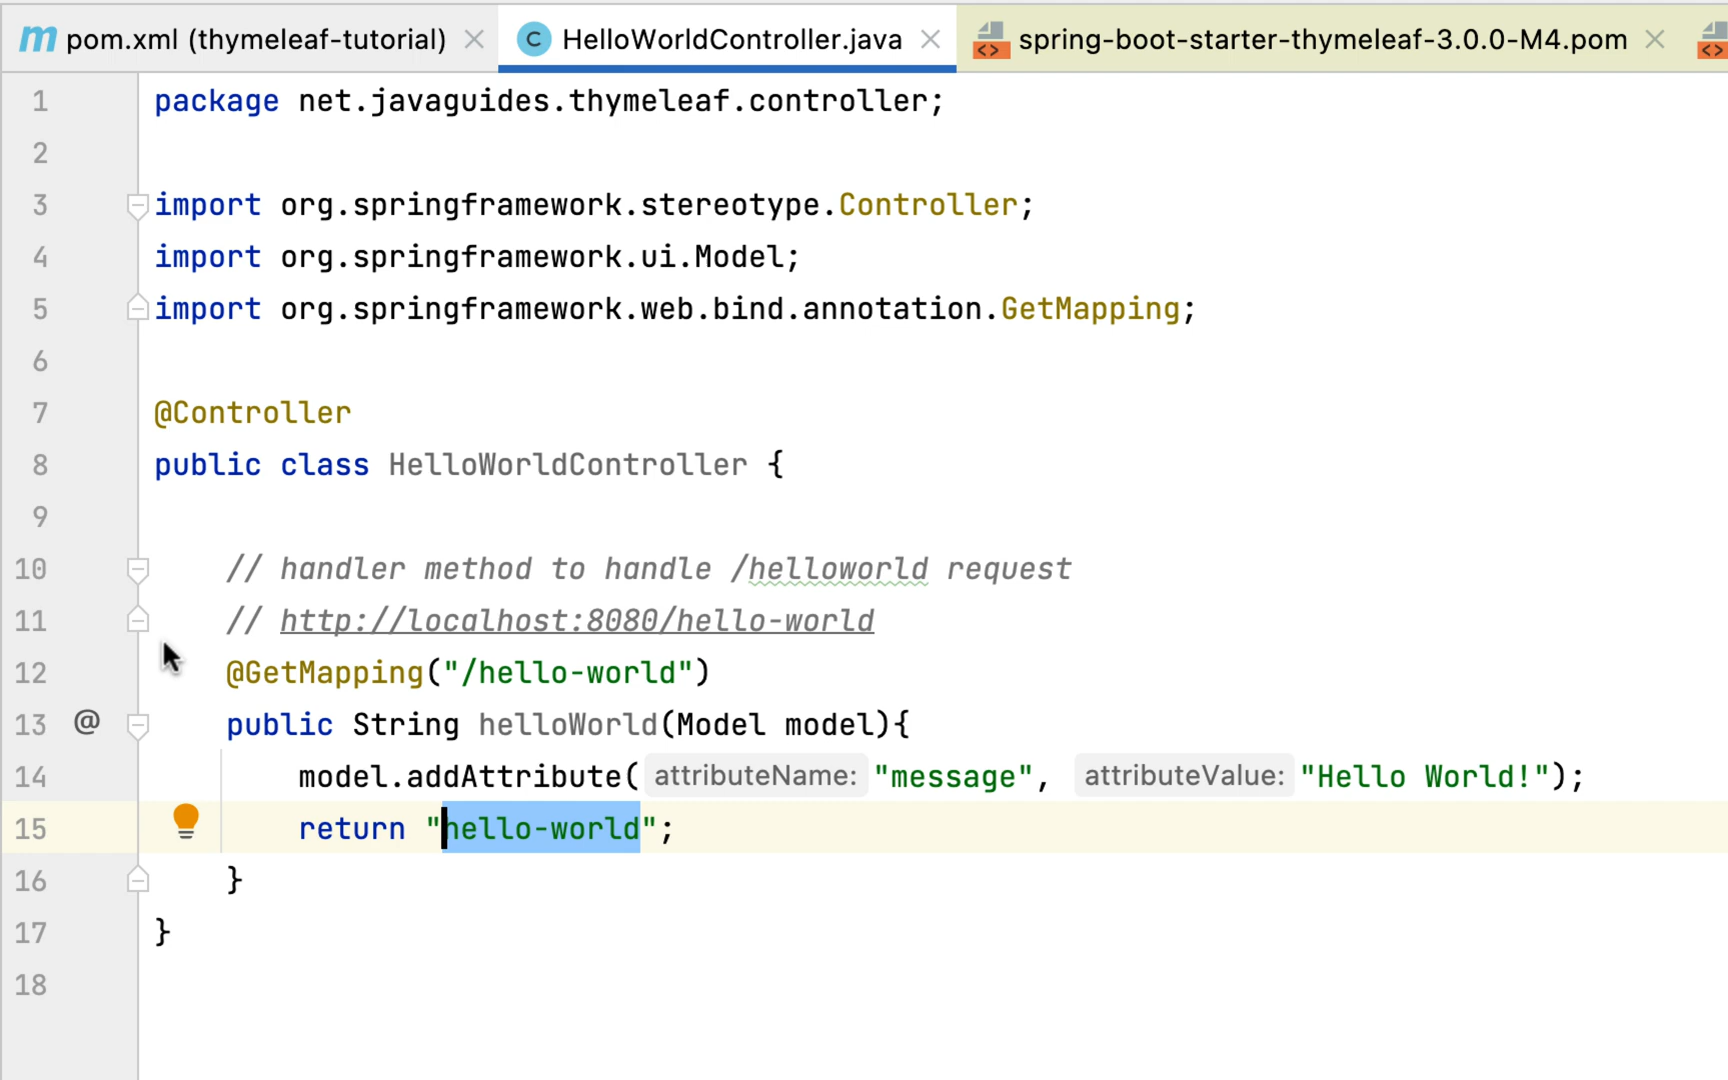 m pom.xml (thymeleaf-tutorial) C HelloWorldController.java <> spring-boot-starter-thymeleaf-3.0.0-M4.pom <>
1 package net.javaguides.thymeleaf.controller;
2
3 import org.springframework.stereotype.Controller;
4 import org.springframework.ui.Model;
5 import org.springframework.web.bind.annotation.GetMapping;
6
7 @Controller
8 public class HelloWorldController {
9
10 // handler method to handle /helloworld request
11 // http://localhost:8080/hello-world
12 @GetMapping("/hello-world")
13 @ public String helloWorld(Model model){
14 model.addAttribute( attributeName: "message", attributeValue: "Hello World!");
15 return "hello-world";
16 }
17 }
18